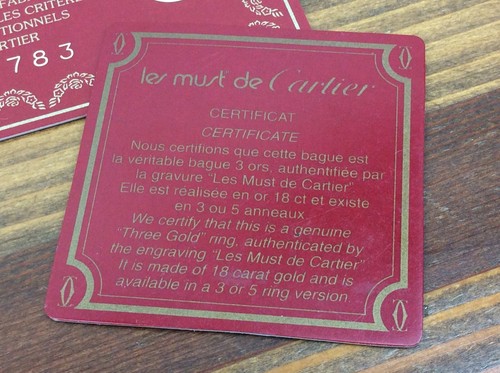 LES CRITÈRE
TIONNELS
ARTIER
783
les must de Cartier
CERTIFICAT
CERTIFICATE
Nous certifions que cette bague est
la véritable bague 3 ors, authentifiée par
la gravure "Les Must de Cartier"
Elle est réalisée en or 18 ct et existe
en 3 ou 5 anneaux.
We certify that this is a genuine
"Three Gold" ring, authenticated by
the engraving "Les Must de Cartier"
It is made of 18 carat gold and is
available in a 3 or 5 ring version.